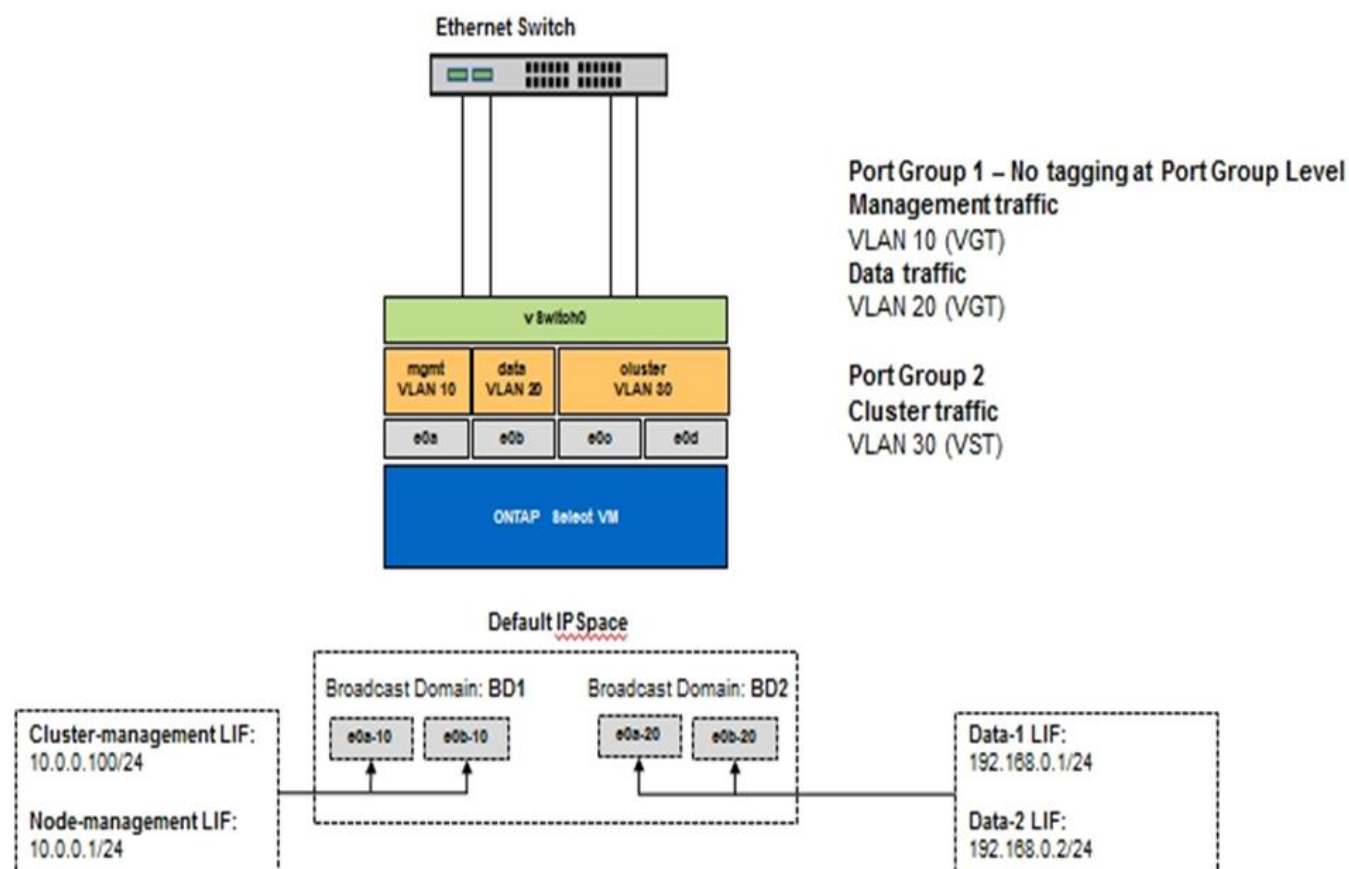 Ethernet Switch
Port Group 1 – No tagging at Port Group Level
Management traffic
VLAN 10 (VGT)
Data traffic
VLAN 20 (VGT)
Port Group 2
Cluster traffic
VLAN 30 (VST)
vSwitch0
mgmt
VLAN 10
data
VLAN 20
cluster
VLAN 30
e0a
e0b
e0c
e0d
ONTAP Select VM
Default IPSpace
Broadcast Domain: BD1
Broadcast Domain: BD2
e0a-10
e0b-10
e0a-20
e0b-20
Cluster-management LIF:
10.0.0.100/24
Node-management LIF:
10.0.0.1/24
Data-1 LIF:
192.168.0.1/24
Data-2 LIF:
192.168.0.2/24